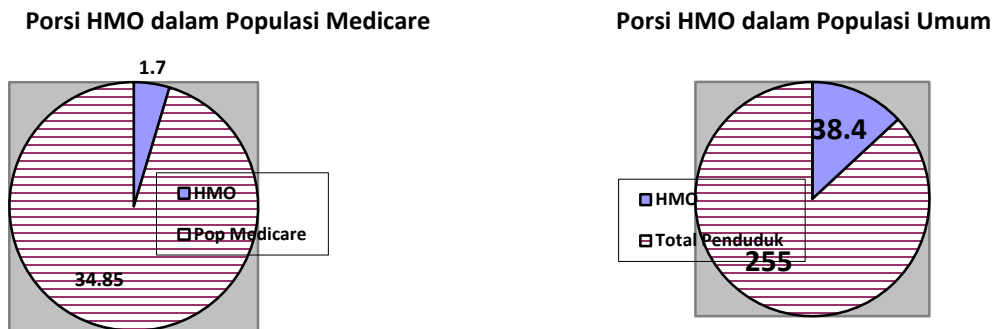 Porsi HMO dalam Populasi Medicare
1.7
HMO
Pop Medicare
34.85
Porsi HMO dalam Populasi Umum
38.4
HMO
Total Penduduk
255